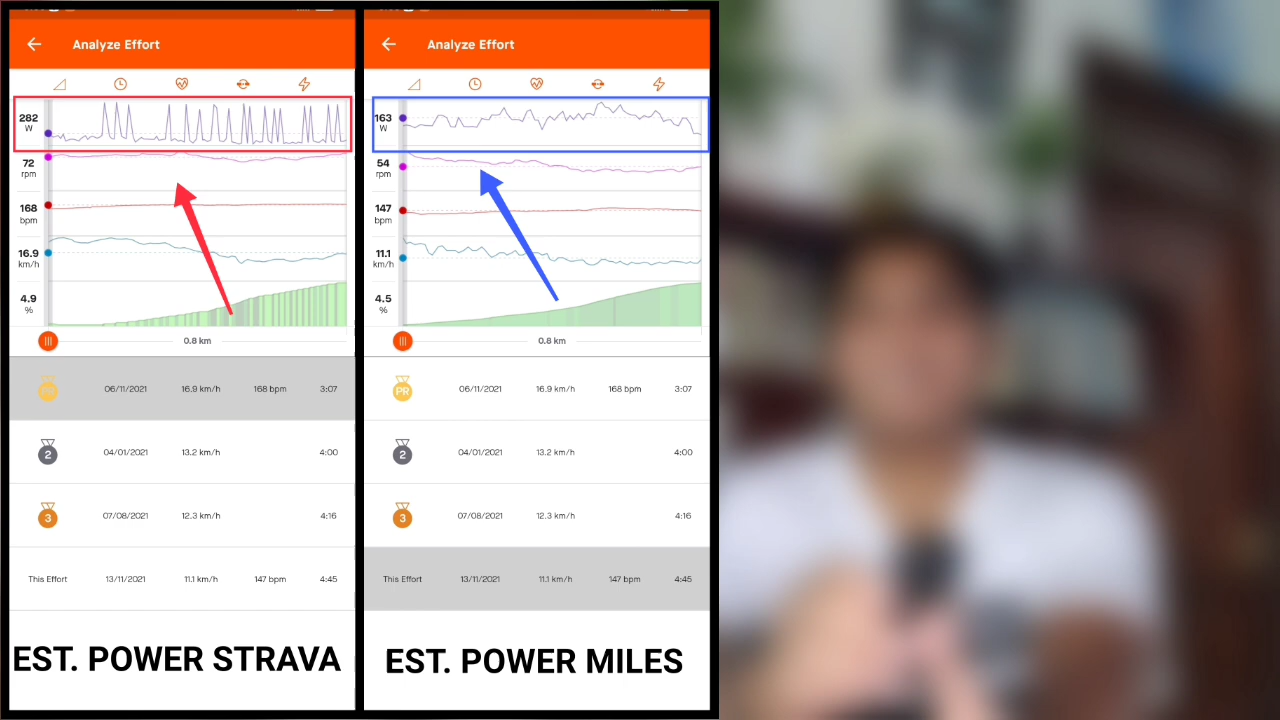 Analyze Effort
282
W
72
rpm
168
bpm
16.9
km/h
4.9
%
0.8 km
06/11/2021 16.9 km/h 168 bpm 3:07
2 04/01/2021 13.2 km/h 4:00
3 07/08/2021 12.3 km/h 4:16
This Effort 13/11/2021 11.1 km/h 147 bpm 4:45
EST. POWER STRAVA
Analyze Effort
163
W
54
rpm
147
bpm
11.1
km/h
4.5
%
0.8 km
PR 06/11/2021 16.9 km/h 168 bpm 3:07
2 04/01/2021 13.2 km/h 4:00
3 07/08/2021 12.3 km/h 4:16
This Effort 13/11/2021 11.1 km/h 147 bpm 4:45
EST. POWER MILES